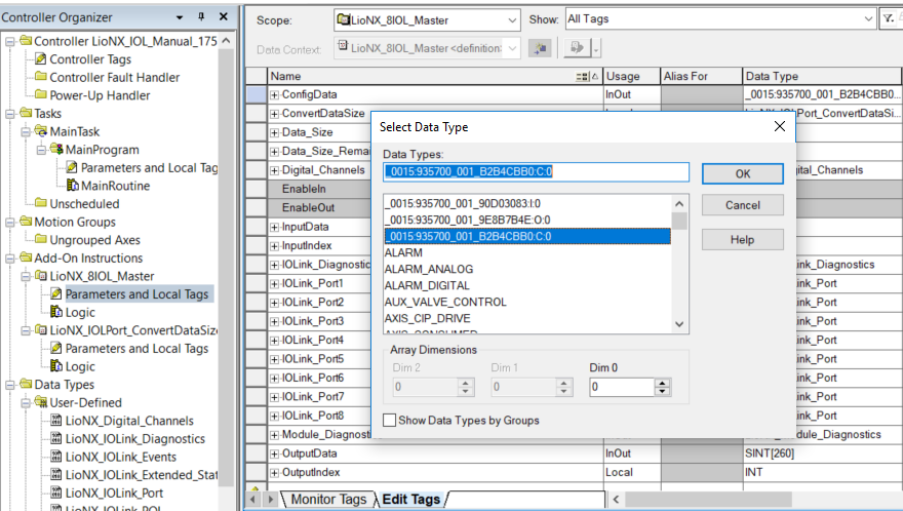 Controller Organizer
Controller LioNX_IOL_Manual_175
Controller Tags
Controller Fault Handler
Power-Up Handler
Tasks
MainTask
MainProgram
Parameters and Local Tag
MainRoutine
Unscheduled
Motion Groups
Ungrouped Axes
Add-On Instructions
LioNX_8IOL_Master
Parameters and Local Tags
Logic
LioNX_IOLPort_ConvertDataSize
Parameters and Local Tags
Logic
Data Types
User-Defined
LioNX_Digital_Channels
LioNX_IOLink_Diagnostics
LioNX_IOLink_Events
LioNX_IOLink_Extended_Stat
LioNX_IOLink_Port
Scope: LioNX_8IOL_Master Show: All Tags
Data Context: LioNX_8IOL_Master <definition>
Name Usage Alias For Data Type
ConfigData InOut _0015:935700_001_B2B4CBB0...
ConvertDataSize Port_ConvertDataSi...
Data_Size
Data_Size_Rema
Digital_Channels ital_Channels
EnableIn
EnableOut
InputData
InputIndex
IOLink_Diagnostic ink_Diagnostics
IOLink_Port1 ink_Port
IOLink_Port2 ink_Port
IOLink_Port3 ink_Port
IOLink_Port4 ink_Port
IOLink_Port5 ink_Port
IOLink_Port6 ink_Port
IOLink_Port7 ink_Port
IOLink_Port8 ink_Port
Module_Diagnosti InOut dule_Diagnostics
OutputData InOut SINT[260]
OutputIndex Local INT
Monitor Tags Edit Tags
Select Data Type
Data Types:
_0015:935700_001_B2B4CBB0:C:0
_0015:935700_001_90D03083:I:0
_0015:935700_001_9E8B7B4E:O:0
_0015:935700_001_B2B4CBB0:C:0
ALARM
ALARM_ANALOG
ALARM_DIGITAL
AUX_VALVE_CONTROL
AXIS_CIP_DRIVE
AXIS_CONSUMED
OK
Cancel
Help
Array Dimensions
Dim 2 Dim 1 Dim 0
0 0 0
Show Data Types by Groups